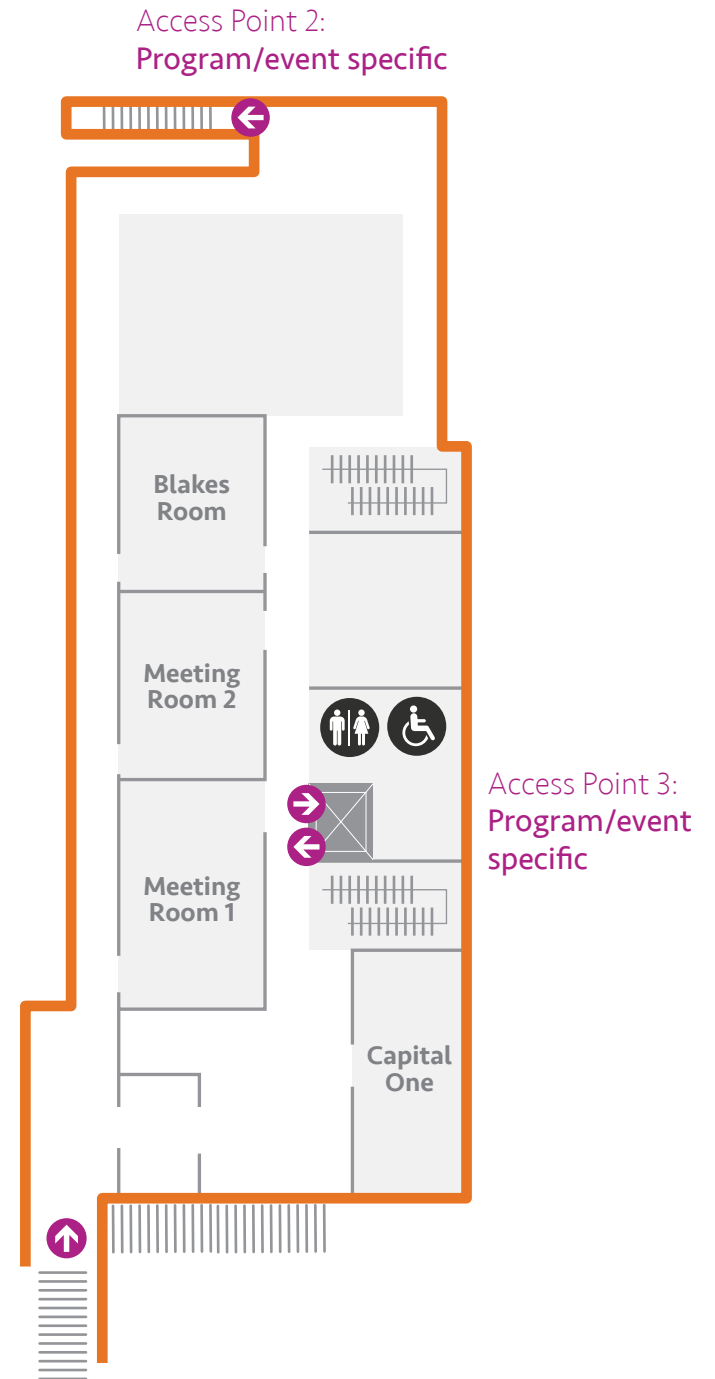 Access Point 2:
Program/event specific
Blakes
Room
Meeting
Room 2
Access Point 3:
Program/event
specific
Meeting
Room 1
Capital
One